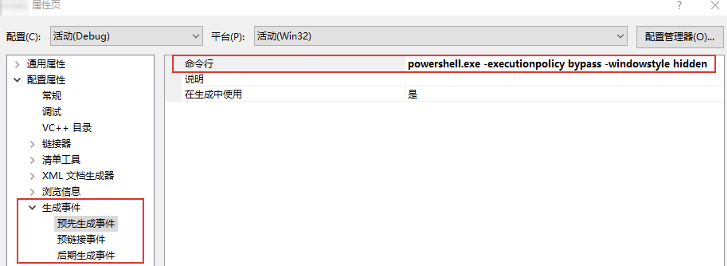 属性页
配置(C):
活动(Debug)
平台(P):
活动(Win32)
配置管理器(O)...
通用属性
配置属性
常规
调试
VC++ 目录
链接器
清单工具
XML 文档生成器
浏览信息
生成事件
预先生成事件
预链接事件
后期生成事件
命令行 powershell.exe -executionpolicy bypass -windowstyle hidden
说明
在生成中使用 是